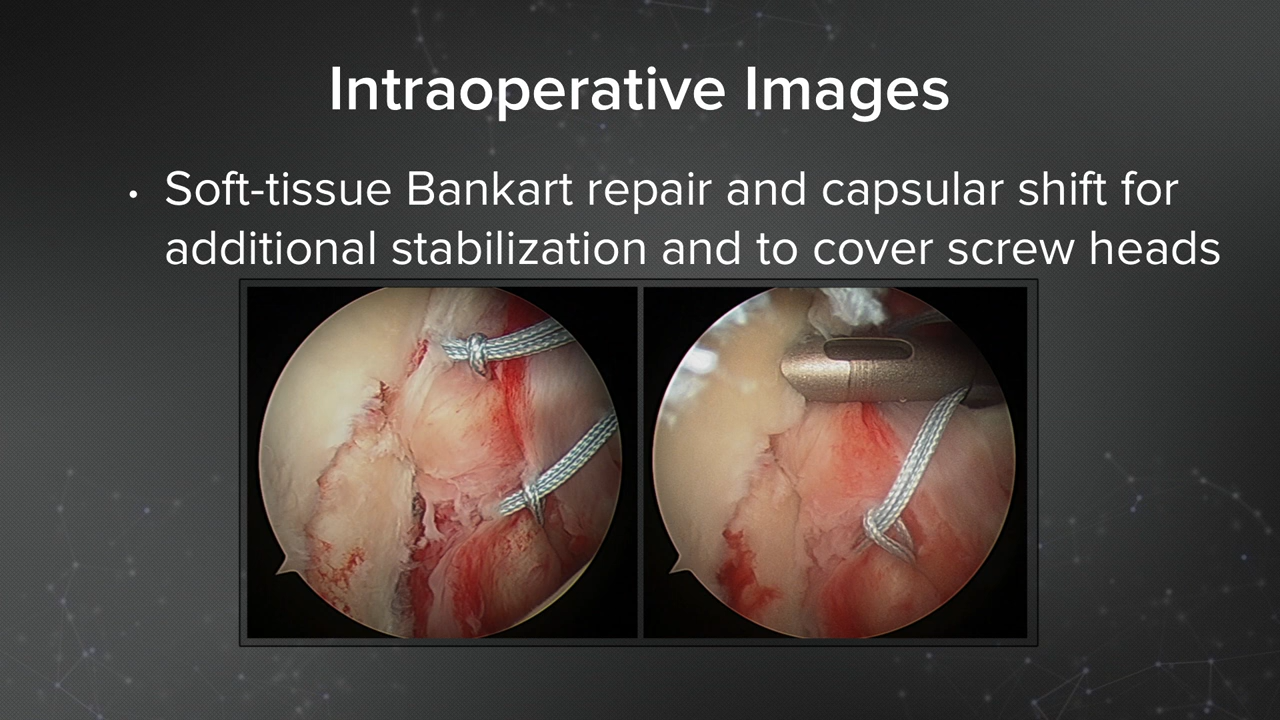 Intraoperative Images
• Soft-tissue Bankart repair and capsular shift for
additional stabilization and to cover screw heads